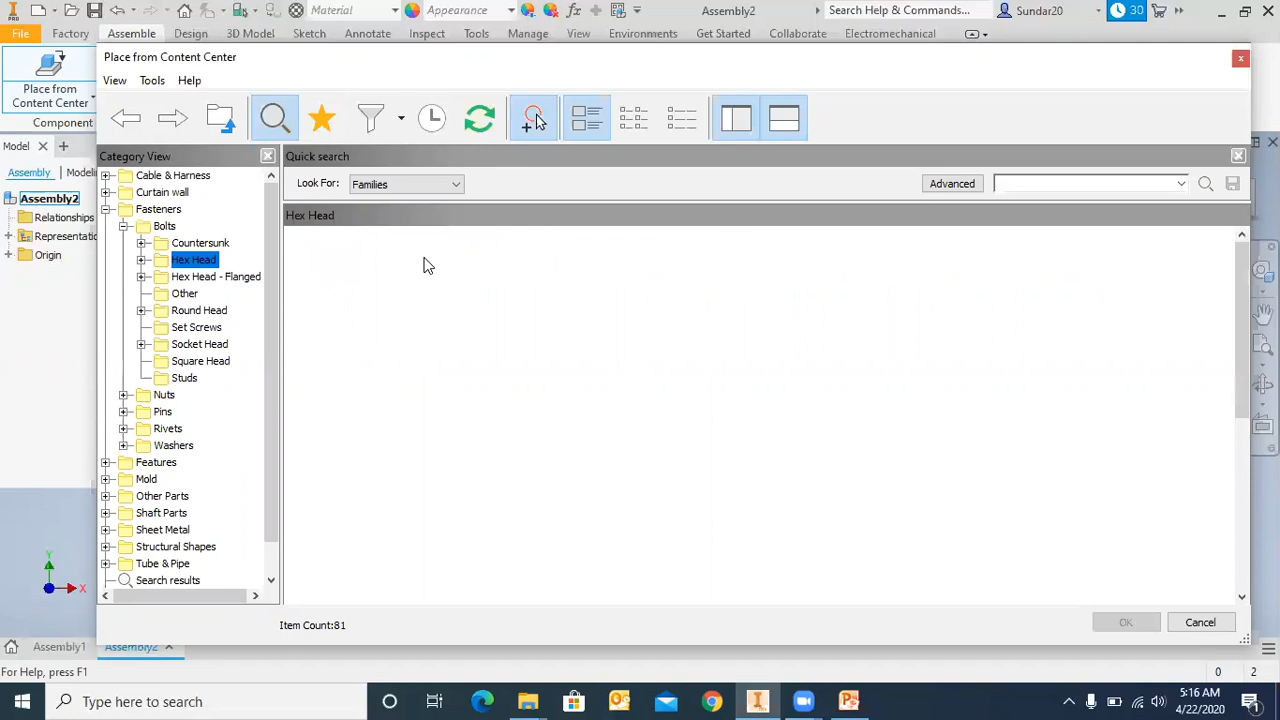 Material
Appearance
fx
Assembly2
Search Help & Commands...
Sundar20
30
PRO
File
Factory
Assemble
Design
3D Model
Sketch
Annotate
Inspect
Tools
Manage
View
Environments
Get Started
Collaborate
Electromechanical
Place from
Content Center
Component
Place from Content Center
View
Tools
Help
Model
Assembly
Modeli
Assembly2
Relationships
Representatio
Origin
Category View
Cable & Harness
Curtain wall
Fasteners
Bolts
Countersunk
Hex Head
Hex Head - Flanged
Other
Round Head
Set Screws
Socket Head
Square Head
Studs
Nuts
Pins
Rivets
Washers
Features
Mold
Other Parts
Shaft Parts
Sheet Metal
Structural Shapes
Tube & Pipe
Search results
Quick search
Look For:
Families
Advanced
Hex Head
Item Count:81
OK
Cancel
Y
X
Assembly1
Assembly2
For Help, press F1
0
2
Type here to search
5:16 AM
4/22/2020
1